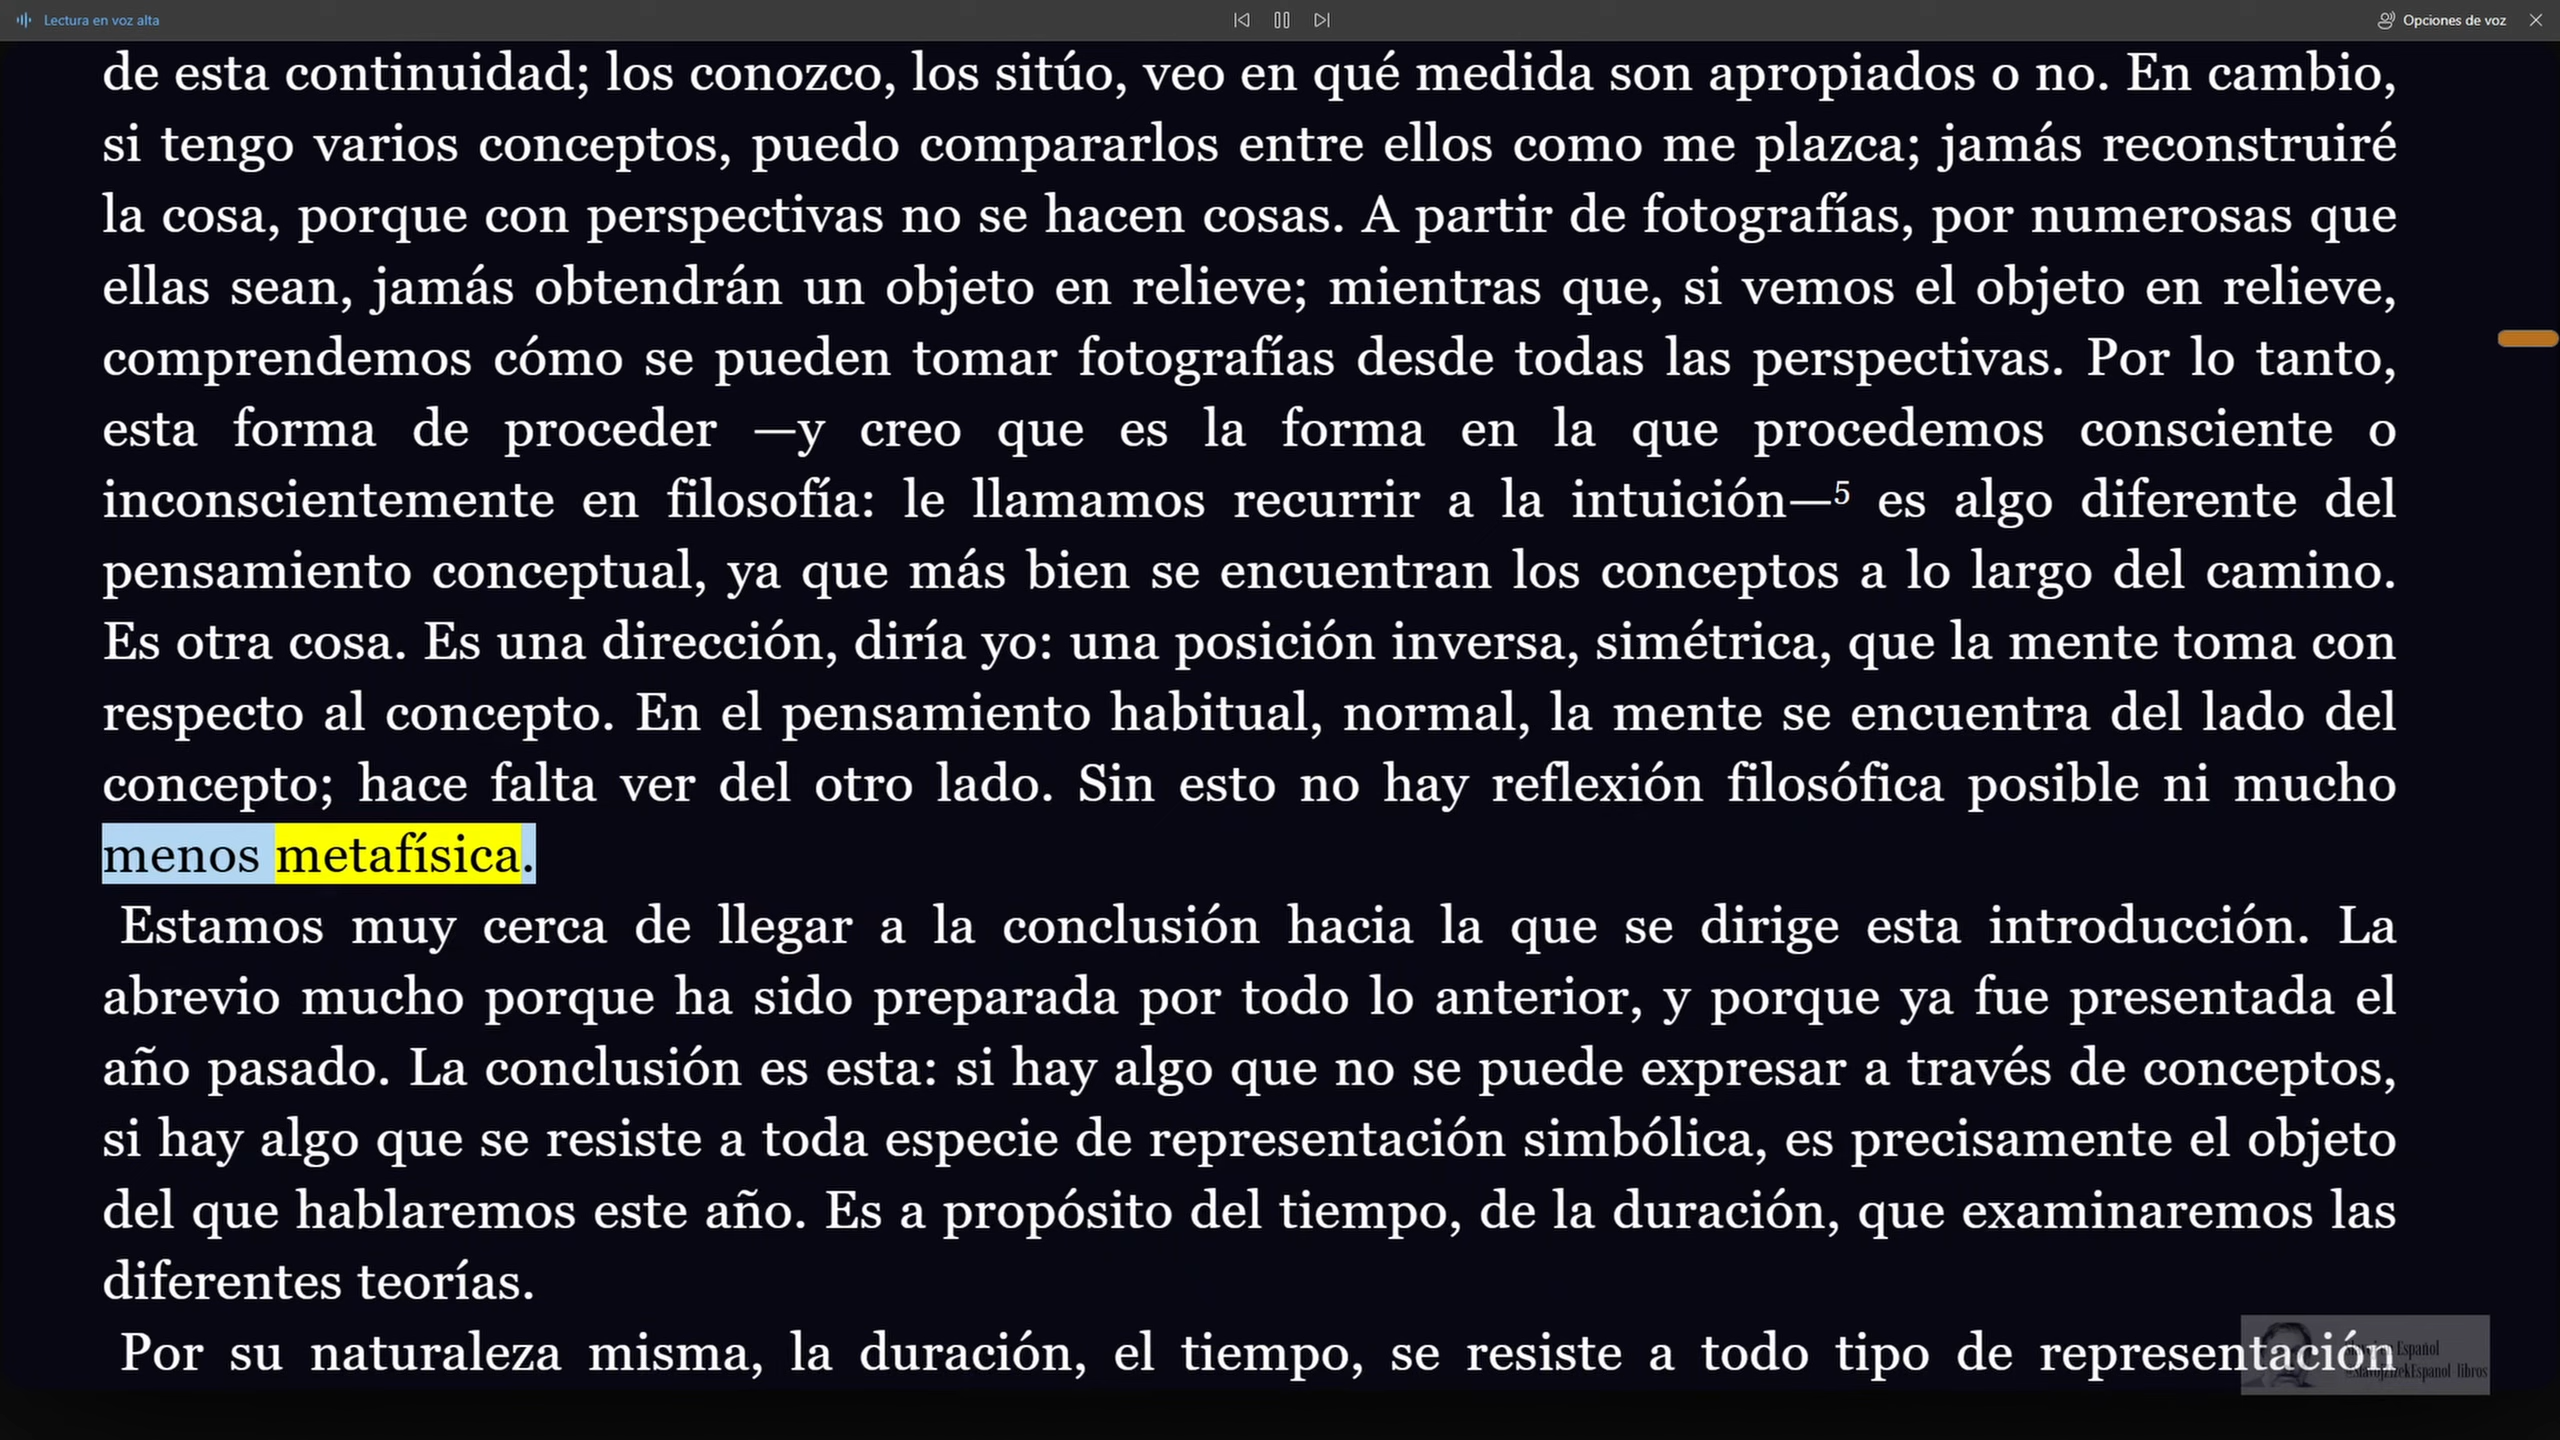 Lectura en voz alta
Opciones de voz
de esta continuidad; los conozco, los sitúo, veo en qué medida son apropiados o no. En cambio,
si tengo varios conceptos, puedo compararlos entre ellos como me plazca; jamás reconstruiré
la cosa, porque con perspectivas no se hacen cosas. A partir de fotografías, por numerosas que
ellas sean, jamás obtendrán un objeto en relieve; mientras que, si vemos el objeto en relieve,
comprendemos cómo se pueden tomar fotografías desde todas las perspectivas. Por lo tanto,
esta forma de proceder —y creo que es la forma en la que procedemos consciente o
inconscientemente en filosofía: le llamamos recurrir a la intuición—5 es algo diferente del
pensamiento conceptual, ya que más bien se encuentran los conceptos a lo largo del camino.
Es otra cosa. Es una dirección, diría yo: una posición inversa, simétrica, que la mente toma con
respecto al concepto. En el pensamiento habitual, normal, la mente se encuentra del lado del
concepto; hace falta ver del otro lado. Sin esto no hay reflexión filosófica posible ni mucho
menos metafísica.
Estamos muy cerca de llegar a la conclusión hacia la que se dirige esta introducción. La
abrevio mucho porque ha sido preparada por todo lo anterior, y porque ya fue presentada el
año pasado. La conclusión es esta: si hay algo que no se puede expresar a través de conceptos,
si hay algo que se resiste a toda especie de representación simbólica, es precisamente el objeto
del que hablaremos este año. Es a propósito del tiempo, de la duración, que examinaremos las
diferentes teorías.
Por su naturaleza misma, la duración, el tiempo, se resiste a todo tipo de representación
Español